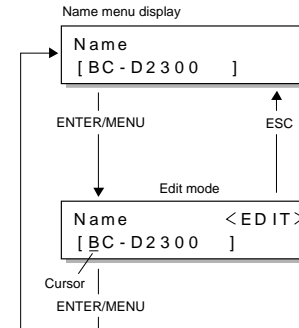 Name menu display
Name
[ BC-D2300 ]
ENTER/MENU
ESC
Edit mode
Name <EDIT>
[ BC-D2300 ]
Cursor
ENTER/MENU